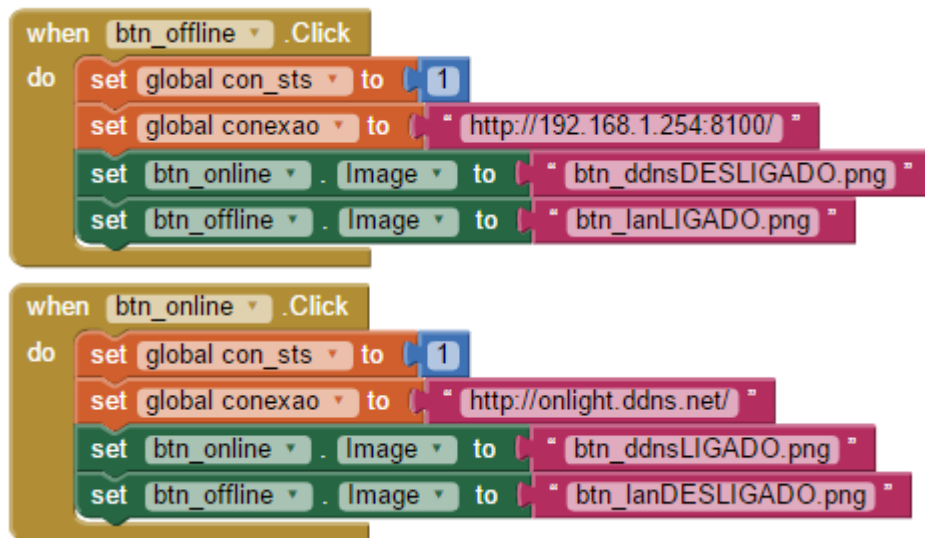 when btn_offline .Click
do set global con_sts to 1
set global conexao to " http://192.168.1.254:8100/ "
set btn_online . Image to " btn_ddnsDESLIGADO.png "
set btn_offline . Image to " btn_lanLIGADO.png "
when btn_online .Click
do set global con_sts to 1
set global conexao to " http://onlight.ddns.net/ "
set btn_online . Image to " btn_ddnsLIGADO.png "
set btn_offline . Image to " btn_lanDESLIGADO.png "